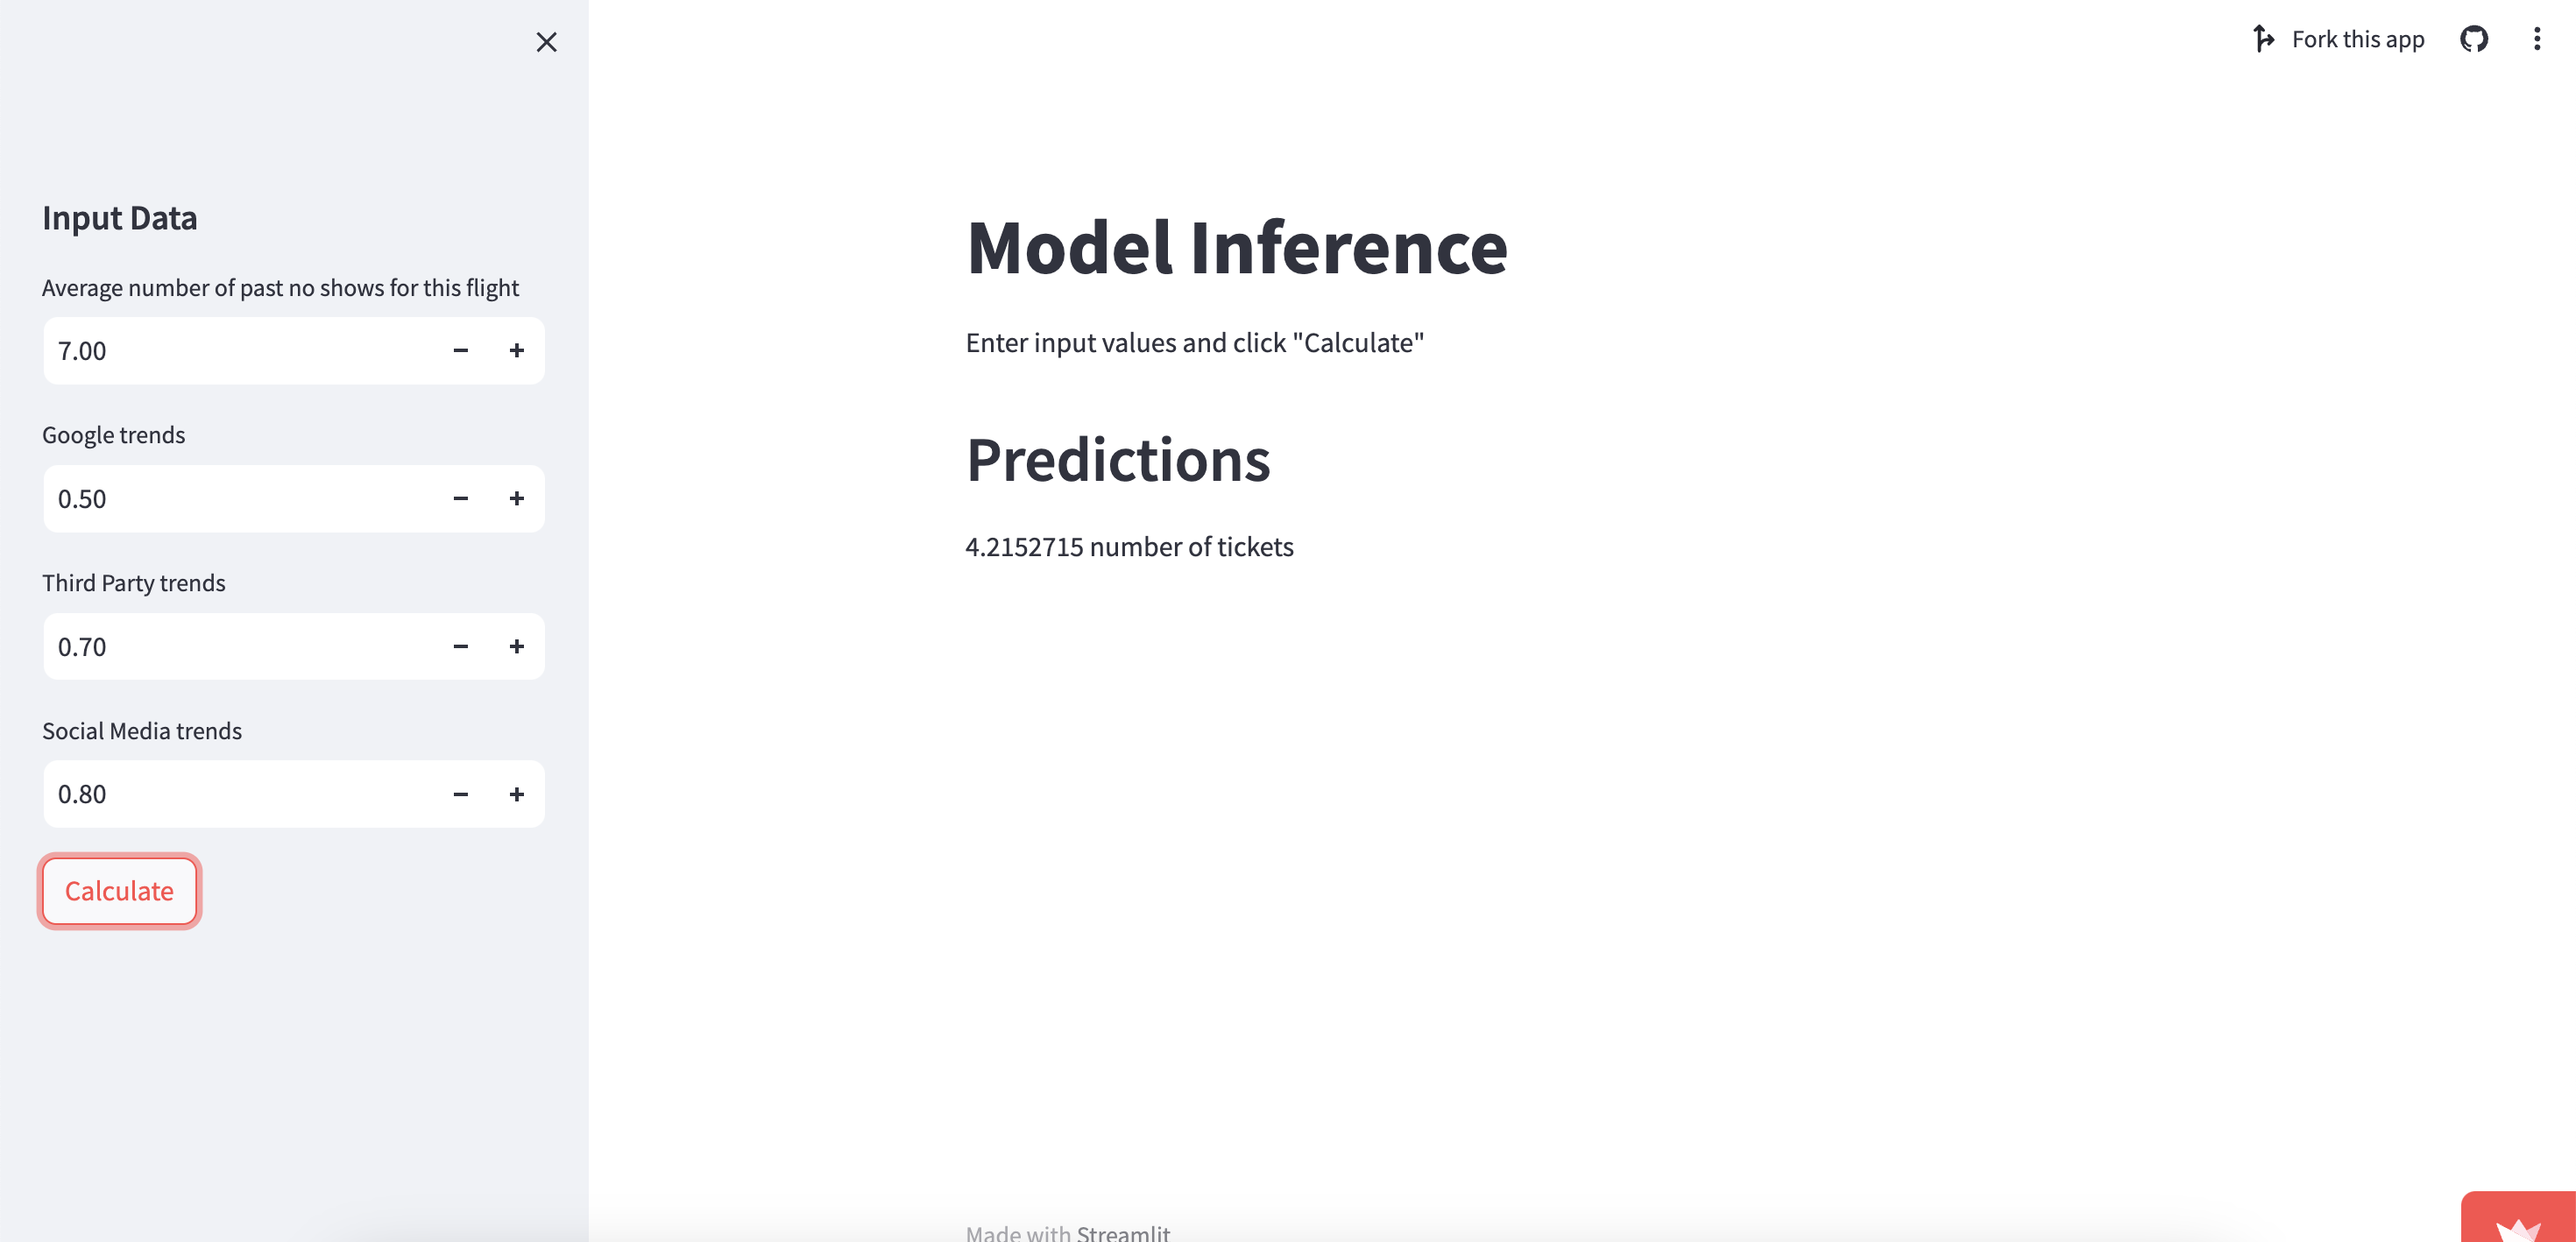 Fork this app
Input Data
Average number of past no shows for this flight
7.00
Google trends
0.50
Third Party trends
0.70
Social Media trends
0.80
Calculate
Model Inference
Enter input values and click "Calculate"
Predictions
4.2152715 number of tickets
Made with Streamlit